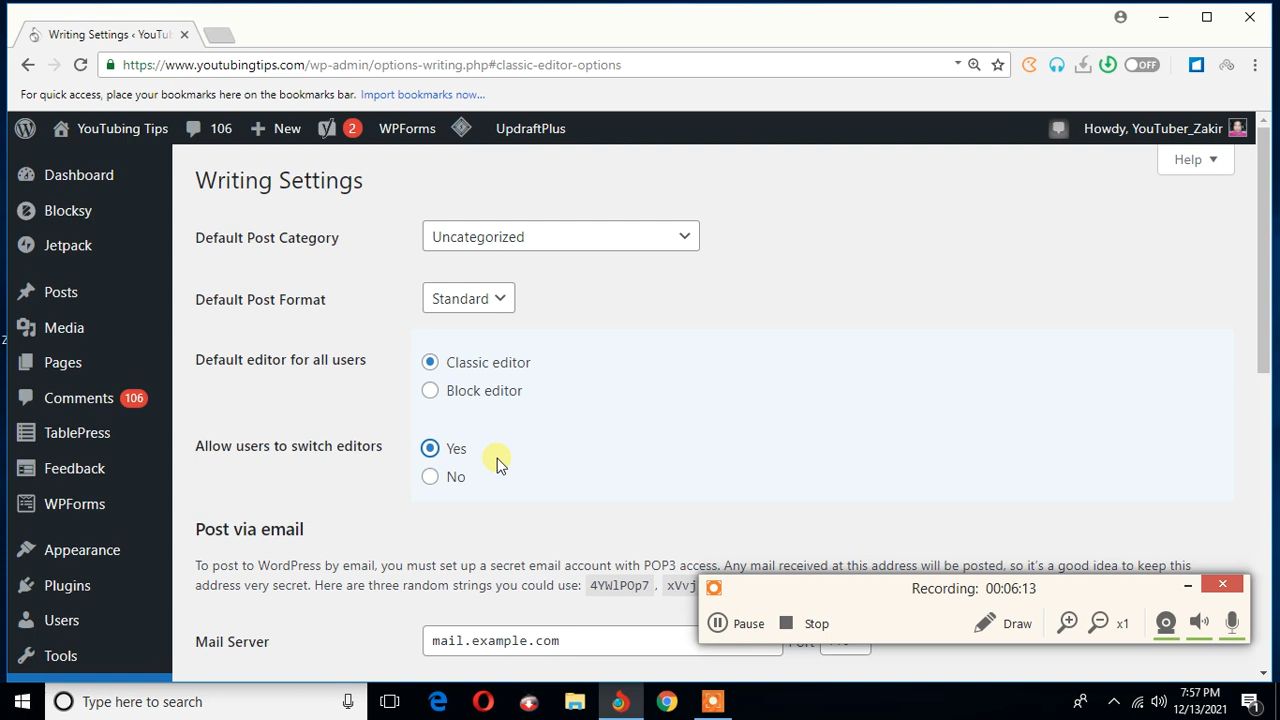 Writing Settings ‹ YouTu
https://www.youtubingtips.com/wp-admin/options-writing.php#classic-editor-options
OFF
For quick access, place your bookmarks here on the bookmarks bar. Import bookmarks now...
YouTubing Tips 106 New 2 WPForms UpdraftPlus Howdy, YouTuber_Zakir
Help
Dashboard
Blocksy
Jetpack
Posts
Media
Pages
Comments 106
TablePress
Feedback
WPForms
Appearance
Plugins
Users
Tools
Writing Settings
Default Post Category Uncategorized
Default Post Format Standard
Default editor for all users Classic editor
Block editor
Allow users to switch editors Yes
No
Post via email
To post to WordPress by email, you must set up a secret email account with POP3 access. Any mail received at this address will be posted, so it's a good idea to keep this
address very secret. Here are three random strings you could use: 4YWlPOp7 , xVvj
Mail Server mail.example.com Port
Recording: 00:06:13
Pause Stop Draw x1
Type here to search
7:57 PM
12/13/2021
1